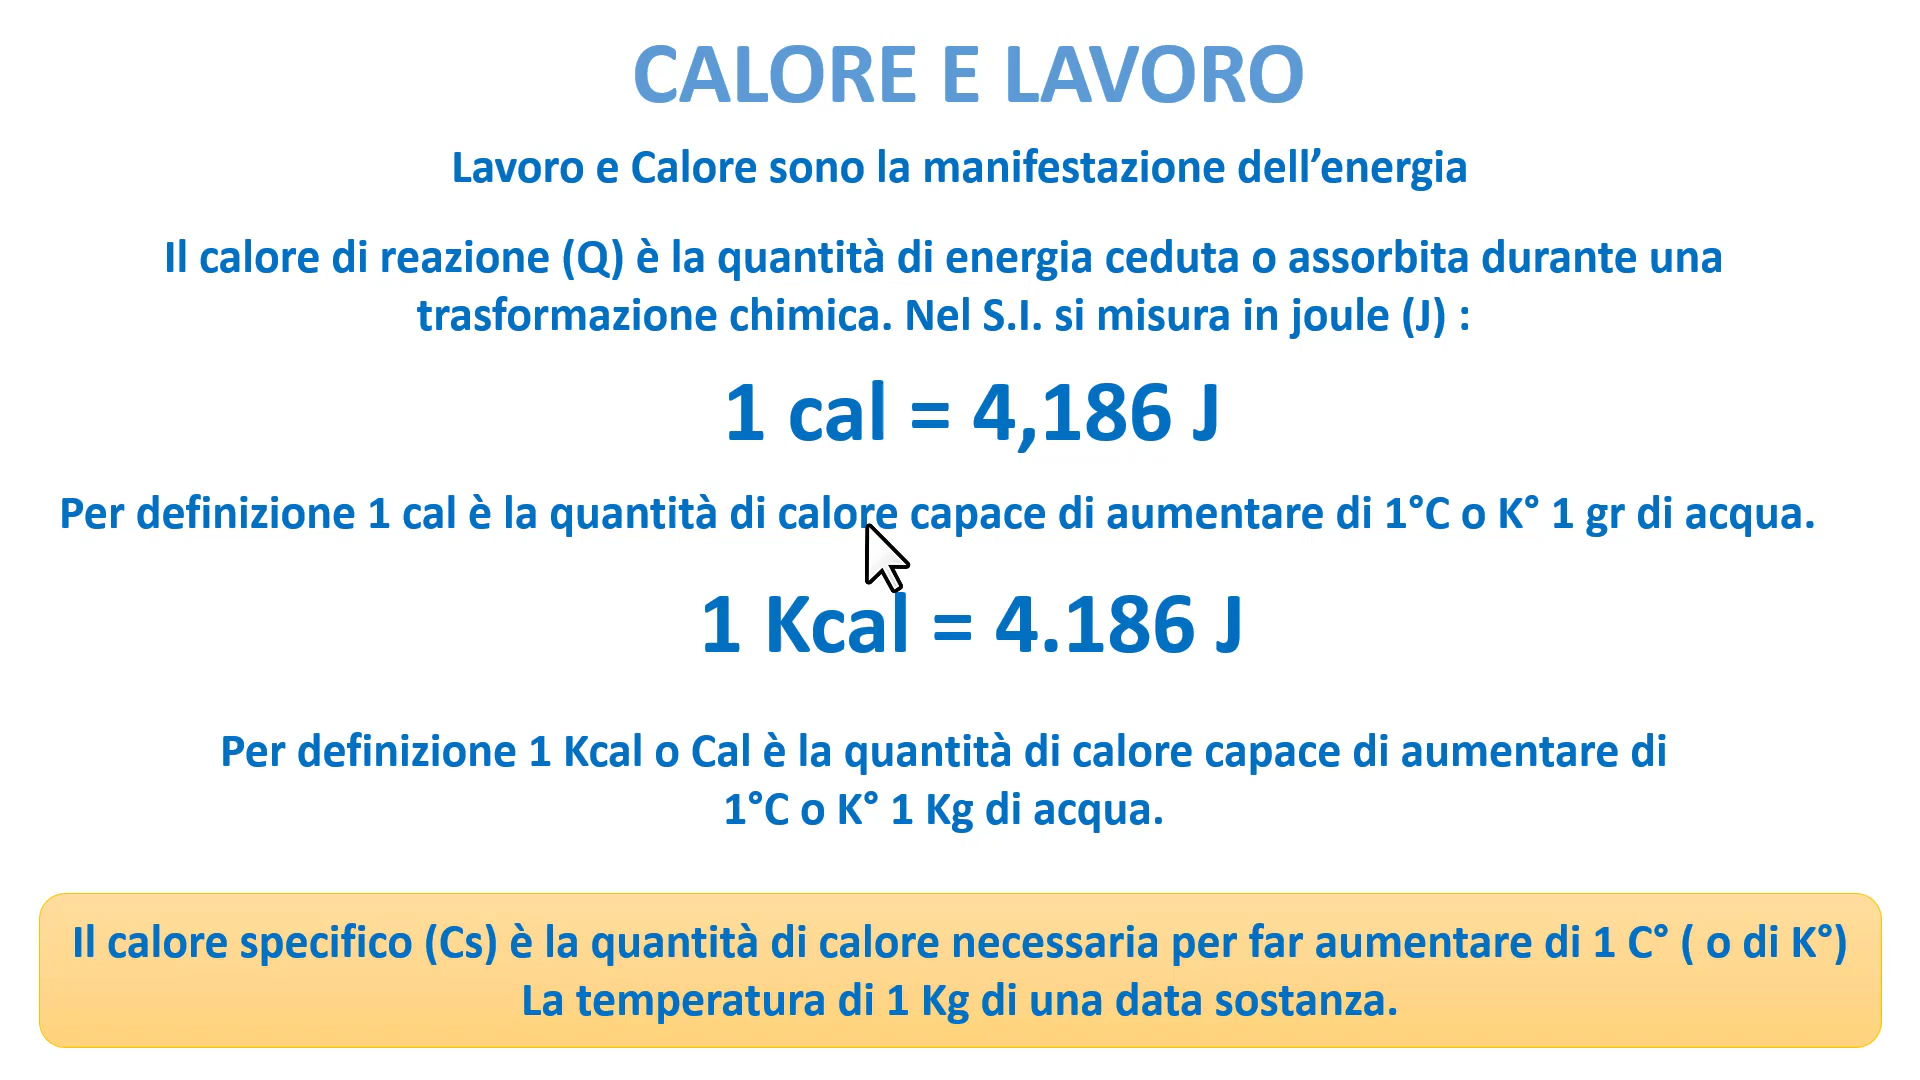 CALORE E LAVORO
Lavoro e Calore sono la manifestazione dell’energia
Il calore di reazione (Q) è la quantità di energia ceduta o assorbita durante una
trasformazione chimica. Nel S.I. si misura in joule (J) :
1 cal = 4,186 J
Per definizione 1 cal è la quantità di calore capace di aumentare di 1°C o K° 1 gr di acqua.
1 Kcal = 4.186 J
Per definizione 1 Kcal o Cal è la quantità di calore capace di aumentare di
1°C o K° 1 Kg di acqua.
Il calore specifico (Cs) è la quantità di calore necessaria per far aumentare di 1 C° ( o di K°)
La temperatura di 1 Kg di una data sostanza.